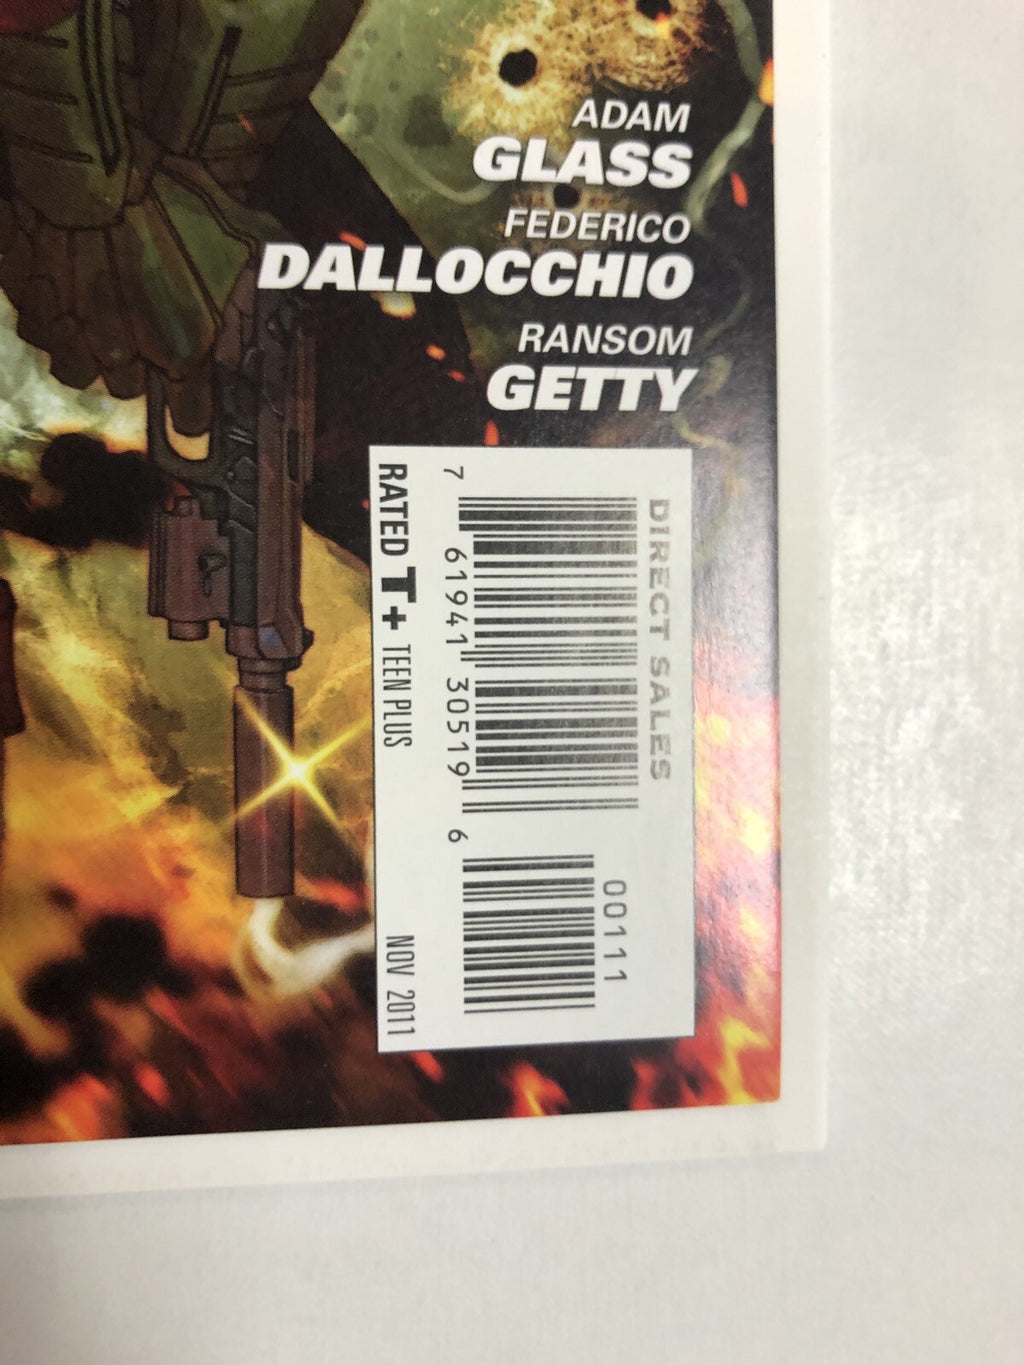 ADAM
GLASS
FEDERICO
DALLOCCHIO
RANSOM
GETTY
DIRECT SALES
00111
7 61941 30519 6
RATED T+ TEEN PLUS NOV 2011